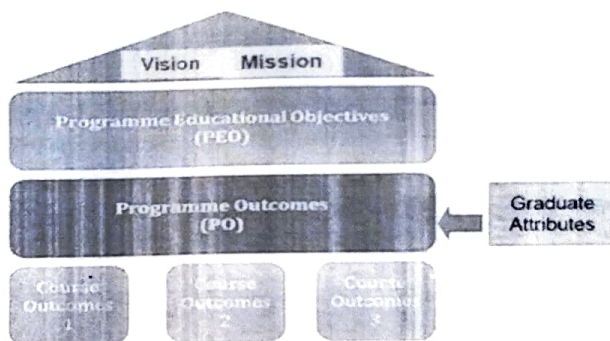 Vision Mission
Programme Educational Objectives
(PEO)
Programme Outcomes
(PO)
Graduate
Attributes
Course
Outcomes
1
Course
Outcomes
2
Course
Outcomes
3